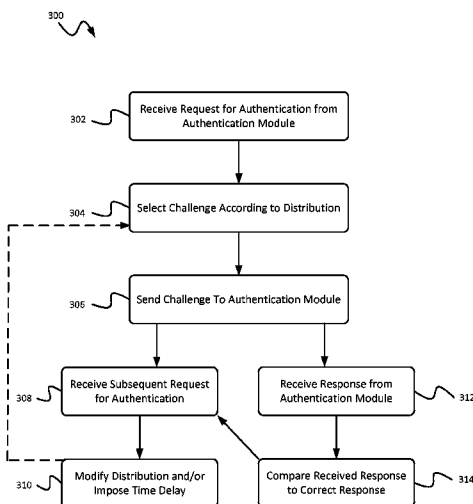 300
302
Receive Request for Authentication from
Authentication Module
304
Select Challenge According to Distribution
306
Send Challenge To Authentication Module
308
Receive Subsequent Request
for Authentication
Receive Response from
Authentication Module
312
310
Modify Distribution and/or
Impose Time Delay
Compare Received Response
to Correct Response
314